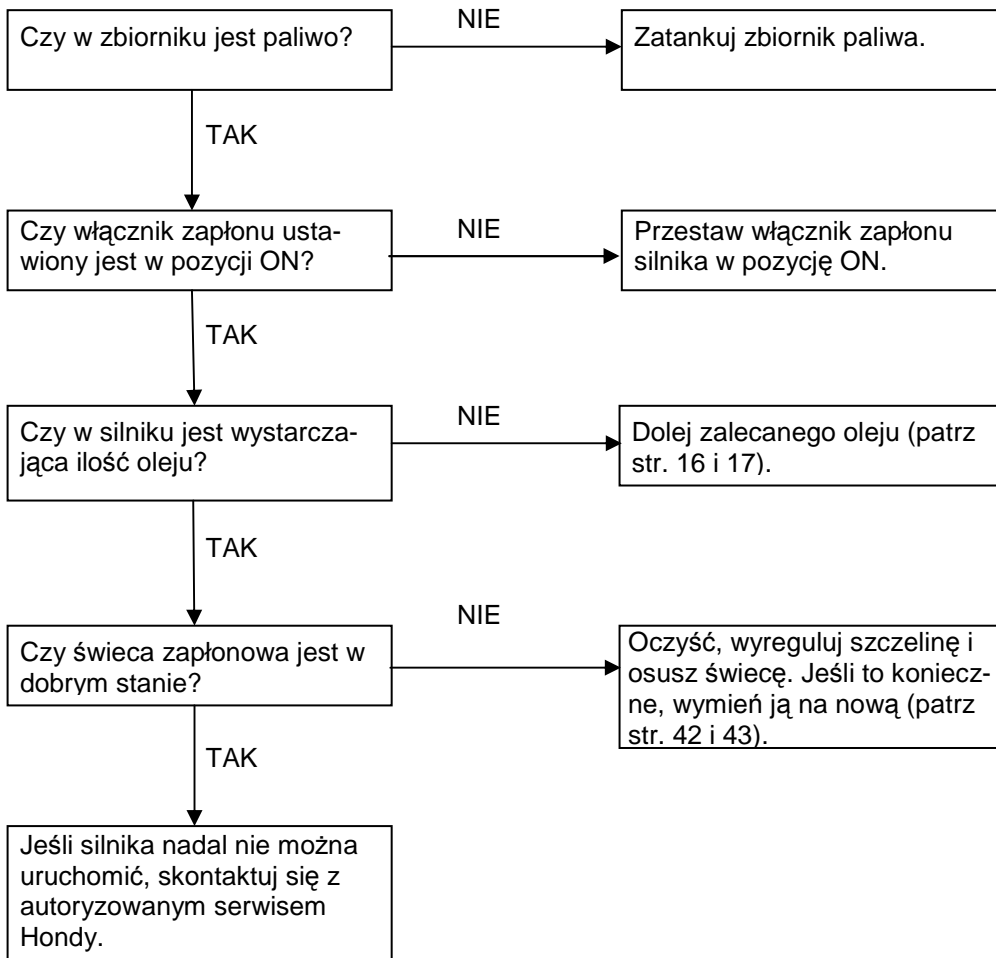 Czy w zbiorniku jest paliwo?
NIE
Zatankuj zbiornik paliwa.
TAK
Czy włącznik zapłonu usta-
wiony jest w pozycji ON?
NIE
Przestaw włącznik zapłonu
silnika w pozycję ON.
TAK
Czy w silniku jest wystarcza-
jąca ilość oleju?
NIE
Dolej zalecanego oleju (patrz
str. 16 i 17).
TAK
Czy świeca zapłonowa jest w
dobrym stanie?
NIE
Oczyść, wyreguluj szczelinę i
osusz świecę. Jeśli to koniecz-
ne, wymień ją na nową (patrz
str. 42 i 43).
TAK
Jeśli silnika nadal nie można
uruchomić, skontaktuj się z
autoryzowanym serwisem
Hondy.